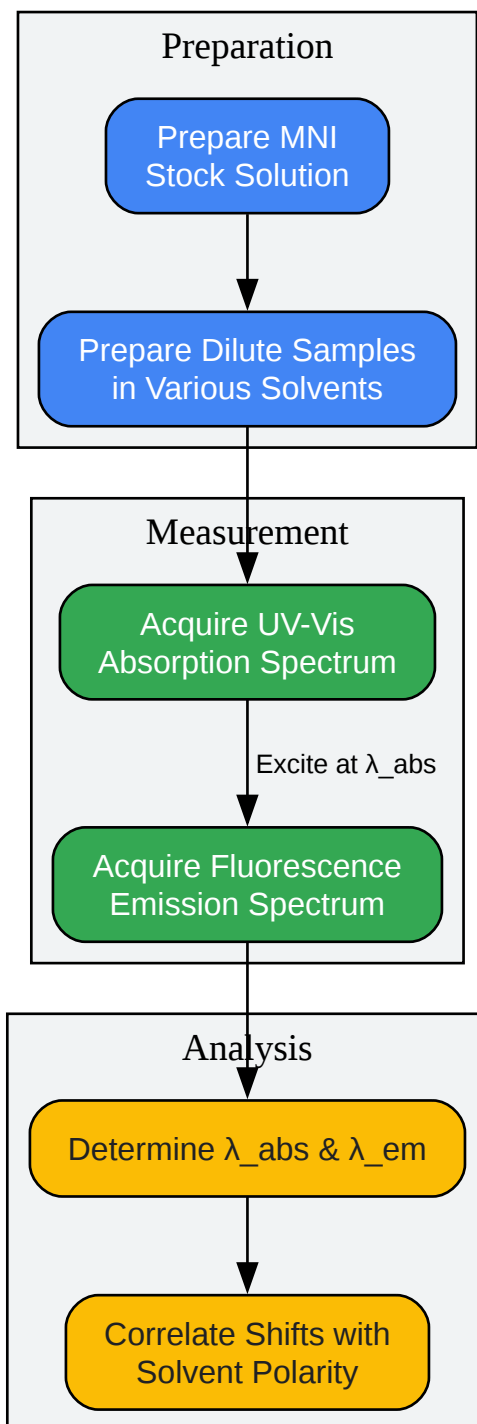 Preparation
Prepare MNI
Stock Solution
Prepare Dilute Samples
in Various Solvents
Measurement
Acquire UV-Vis
Absorption Spectrum
Excite at λ_abs
Acquire Fluorescence
Emission Spectrum
Analysis
Determine λ_abs & λ_em
Correlate Shifts with
Solvent Polarity